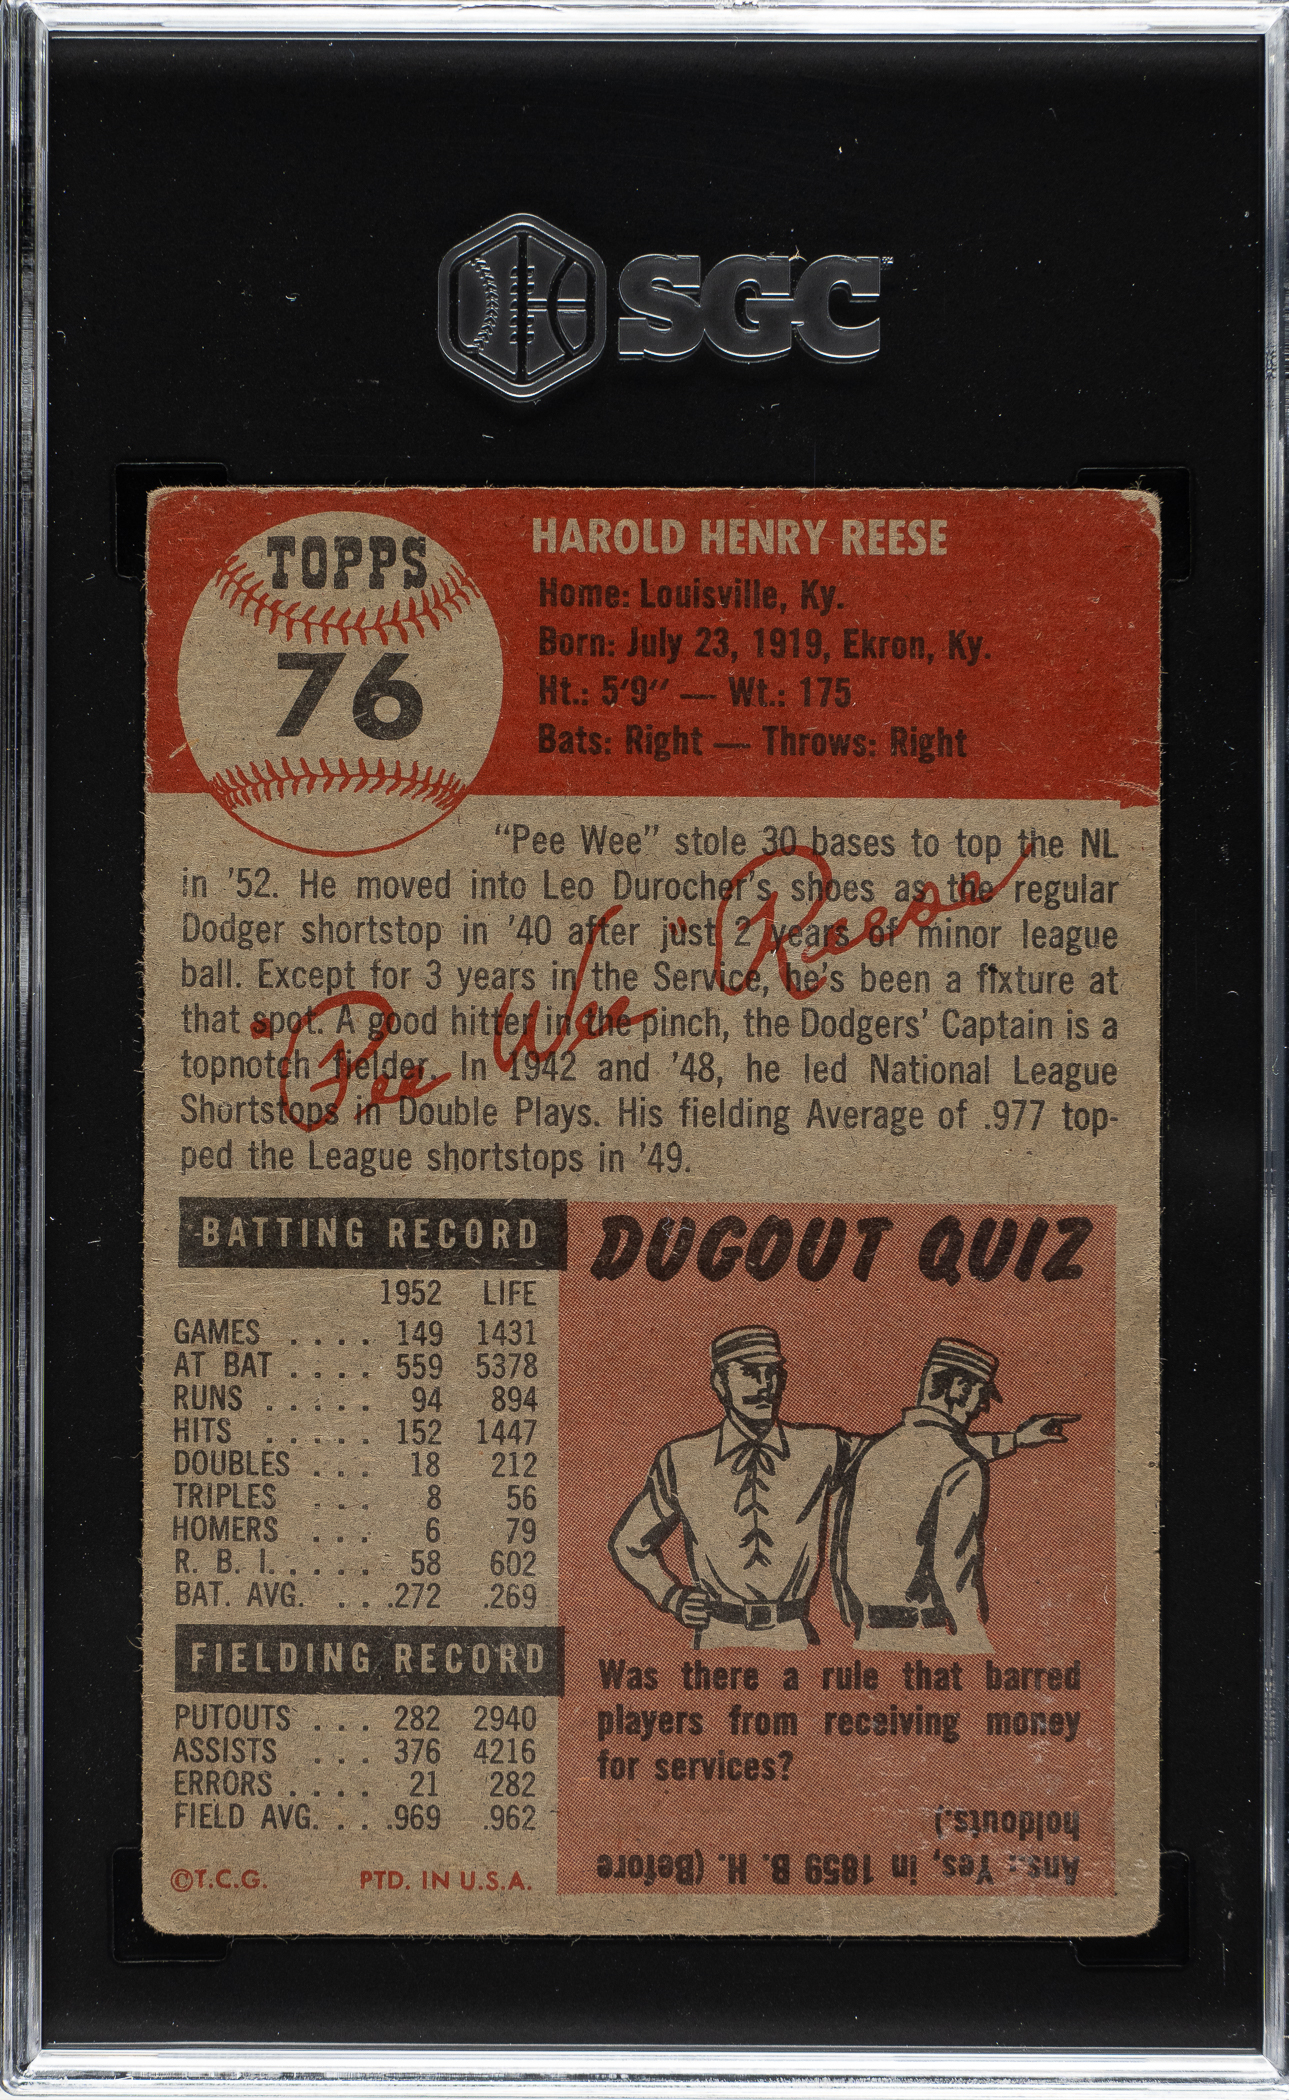 SGC
TOPPS
76
HAROLD HENRY REESE
Home: Louisville, Ky.
Born: July 23, 1919, Ekron, Ky.
Ht.: 5'9" — Wt.: 175
Bats: Right — Throws: Right
"Pee Wee" stole 30 bases to top the NL
in '52. He moved into Leo Durocher's shoes as the regular
Dodger shortstop in '40 after just 2 years of minor league
ball. Except for 3 years in the Service, he's been a fixture at
that spot. A good hitter in the pinch, the Dodgers' Captain is a
topnotch fielder. In 1942 and '48, he led National League
Shortstops in Double Plays. His fielding Average of .977 top-
ped the League shortstops in '49.
"Pee Wee" Reese
BATTING RECORD
1952 LIFE
GAMES .... 149 1431
AT BAT .... 559 5378
RUNS ..... 94 894
HITS ..... 152 1447
DOUBLES ... 18 212
TRIPLES ... 8 56
HOMERS ... 6 79
R. B. I. .... 58 602
BAT. AVG. .. .272 .269
FIELDING RECORD
PUTOUTS ... 282 2940
ASSISTS ... 376 4216
ERRORS .... 21 282
FIELD AVG. .. .969 .962
©T.C.G. PTD. IN U.S.A.
DUGOUT QUIZ
Was there a rule that barred
players from receiving money
for services?
Ans.: Yes, in 1859 B. H. (Before
holdouts.)